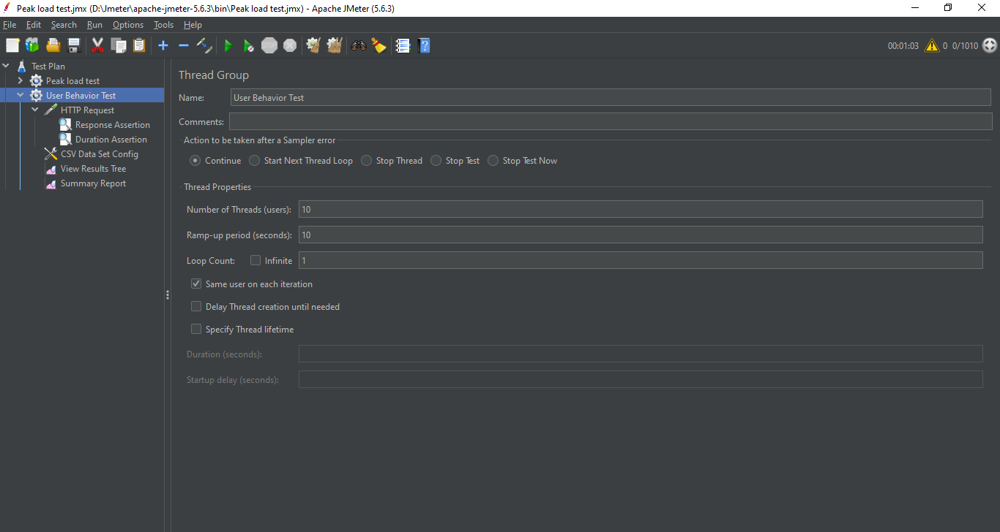 Peak load test.jmx (D:\Jmeter\apache-jmeter-5.6.3\bin\Peak load test.jmx) - Apache JMeter (5.6.3)
File Edit Search Run Options Tools Help
STOP
00:01:03 0 0/1010
Test Plan
Peak load test
User Behavior Test
HTTP Request
Response Assertion
Duration Assertion
CSV Data Set Config
View Results Tree
Summary Report
Thread Group
Name: User Behavior Test
Comments:
Action to be taken after a Sampler error
Continue Start Next Thread Loop Stop Thread Stop Test Stop Test Now
Thread Properties
Number of Threads (users): 10
Ramp-up period (seconds): 10
Loop Count: Infinite 1
Same user on each iteration
Delay Thread creation until needed
Specify Thread lifetime
Duration (seconds):
Startup delay (seconds):